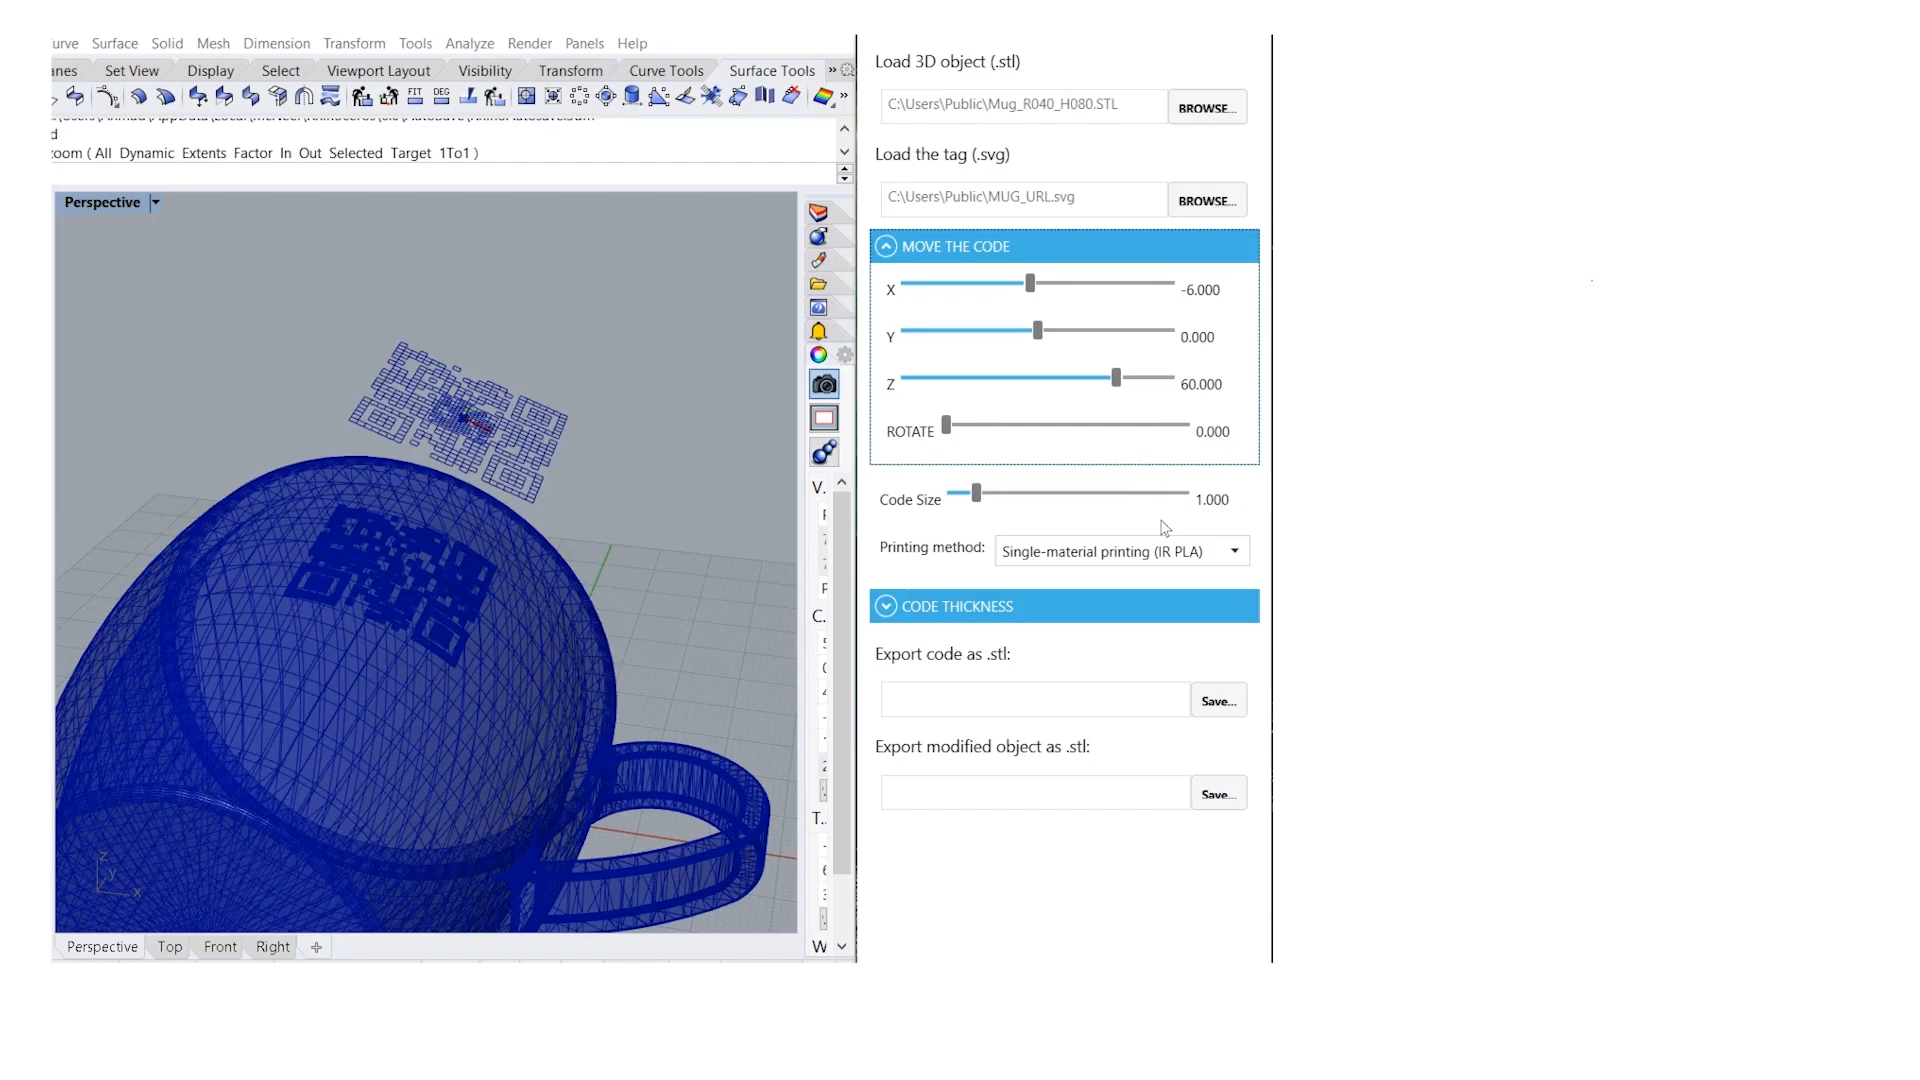 urve Surface Solid Mesh Dimension Transform Tools Analyze Render Panels Help
anes Set View Display Select Viewport Layout Visibility Transform Curve Tools Surface Tools »
FIT DEG »
d
oom ( All Dynamic Extents Factor In Out Selected Target 1To1 )
Perspective
V.
C.
T..
W
z
y
x
Perspective Top Front Right
Load 3D object (.stl)
C:\Users\Public\Mug_R040_H080.STL BROWSE...
Load the tag (.svg)
C:\Users\Public\MUG_URL.svg BROWSE...
MOVE THE CODE
X -6.000
Y 0.000
Z 60.000
ROTATE 0.000
Code Size 1.000
Printing method: Single-material printing (IR PLA)
CODE THICKNESS
Export code as .stl:
Save...
Export modified object as .stl:
Save...